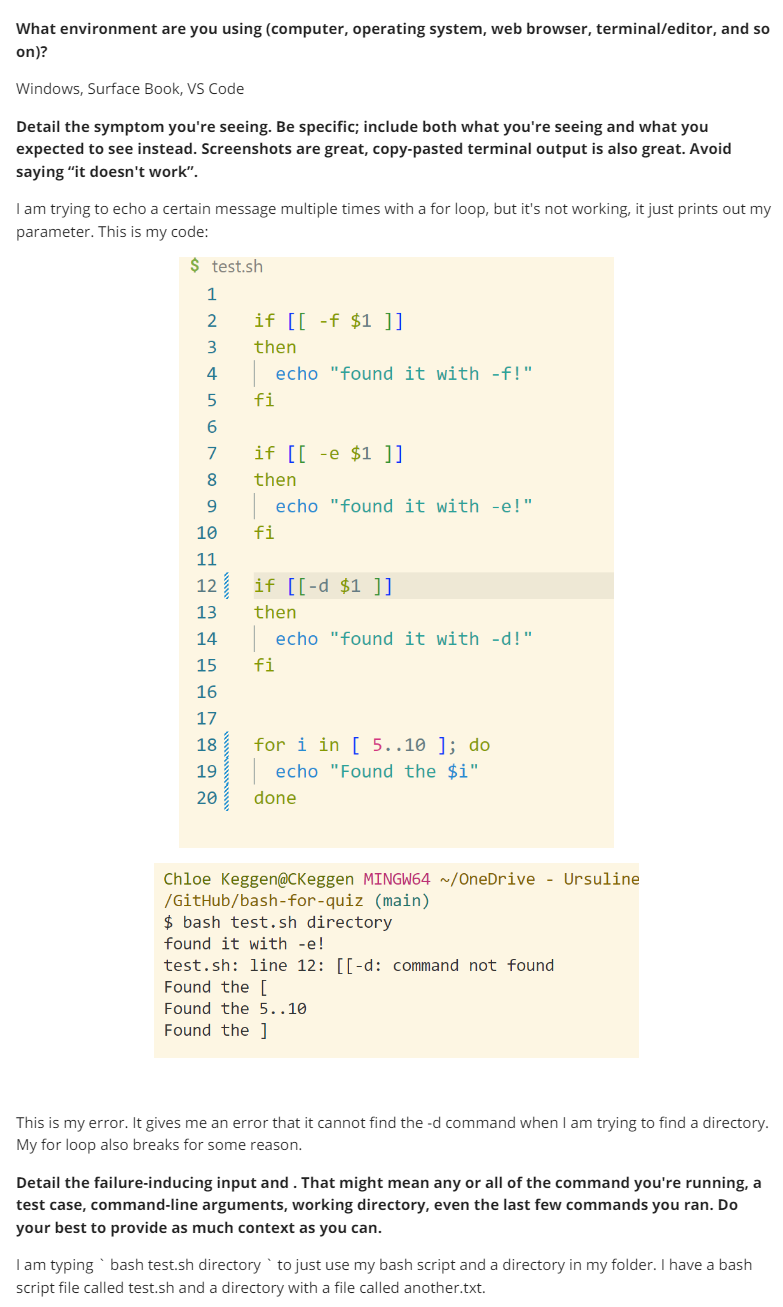 What environment are you using (computer, operating system, web browser, terminal/editor, and so
on)?
Windows, Surface Book, VS Code
Detail the symptom you're seeing. Be specific; include both what you're seeing and what you
expected to see instead. Screenshots are great, copy-pasted terminal output is also great. Avoid
saying “it doesn't work”.
I am trying to echo a certain message multiple times with a for loop, but it's not working, it just prints out my
parameter. This is my code:
$ test.sh
1
2 if [[ -f $1 ]]
3 then
4 echo "found it with -f!"
5 fi
6
7 if [[ -e $1 ]]
8 then
9 echo "found it with -e!"
10 fi
11
12 if [[-d $1 ]]
13 then
14 echo "found it with -d!"
15 fi
16
17
18 for i in [ 5..10 ]; do
19 echo "Found the $i"
20 done
Chloe Keggen@CKeggen MINGW64 ~/OneDrive - Ursuline
/GitHub/bash-for-quiz (main)
$ bash test.sh directory
found it with -e!
test.sh: line 12: [[-d: command not found
Found the [
Found the 5..10
Found the ]
This is my error. It gives me an error that it cannot find the -d command when I am trying to find a directory.
My for loop also breaks for some reason.
Detail the failure-inducing input and . That might mean any or all of the command you're running, a
test case, command-line arguments, working directory, even the last few commands you ran. Do
your best to provide as much context as you can.
I am typing ` bash test.sh directory ` to just use my bash script and a directory in my folder. I have a bash
script file called test.sh and a directory with a file called another.txt.